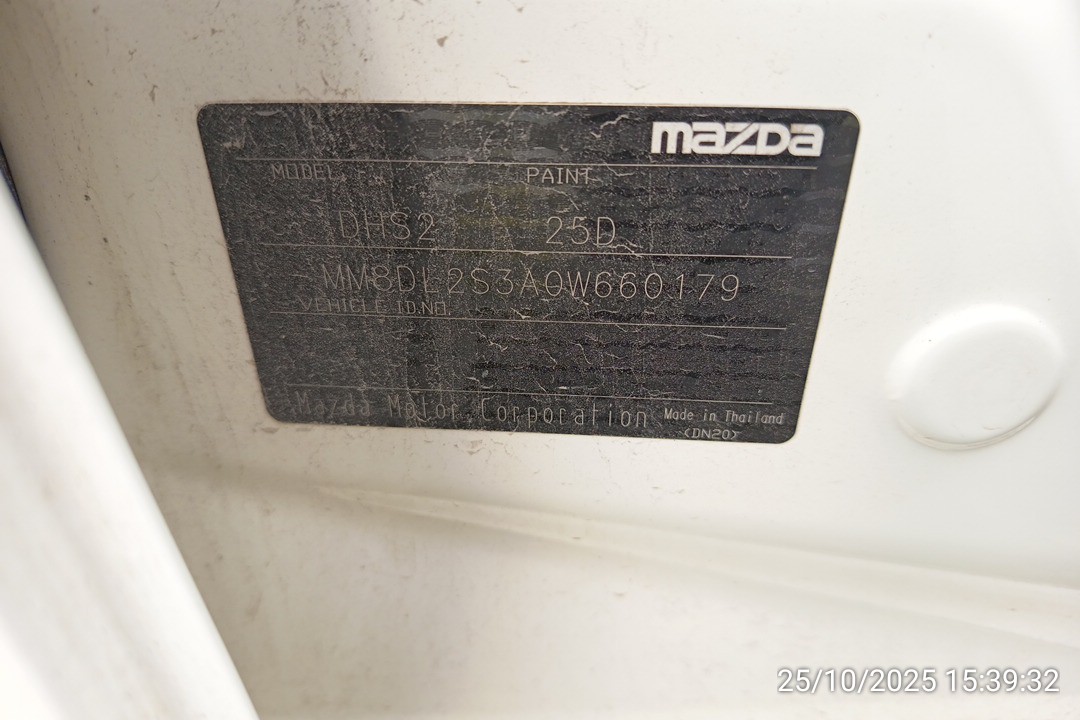 mazda
MODEL PAINT
DHS2 25D
MM8DL2S3A0W660179
VEHICLE ID.NO.
Mazda Motor Corporation Made in Thailand
<DN20>
25/10/2025 15:39:32